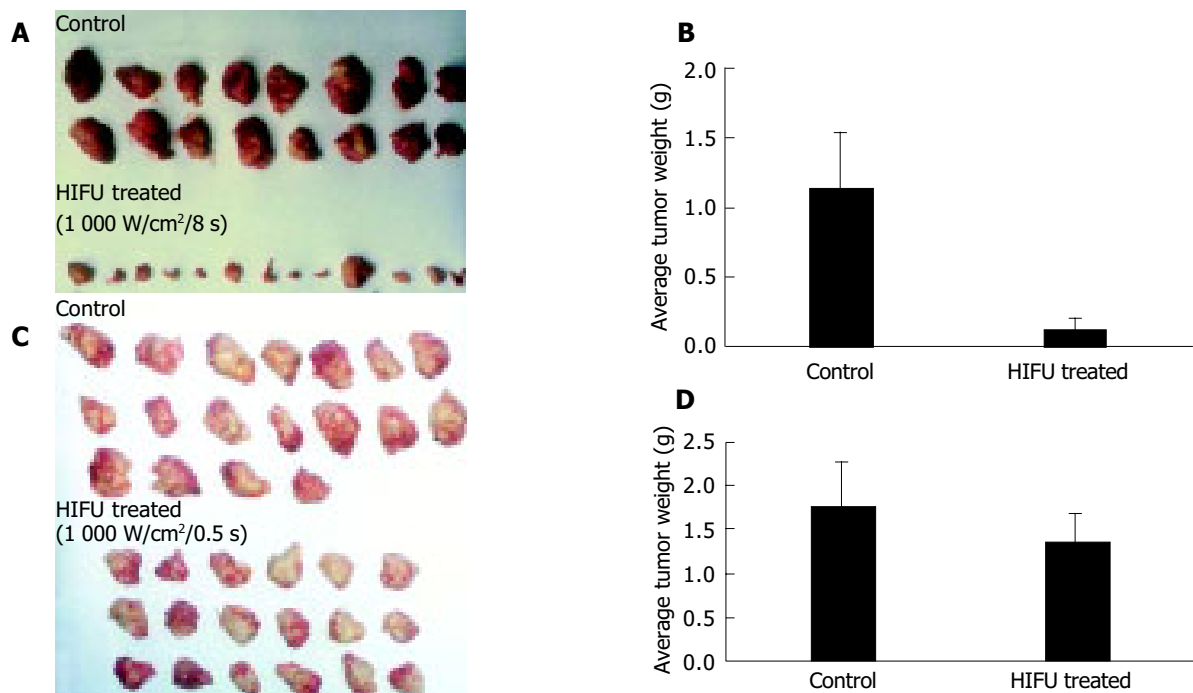 A
Control
HIFU treated
(1 000 W/cm²/8 s)
B
Average tumor weight (g)
2.0
1.5
1.0
0.5
0.0
Control
HIFU treated
C
Control
HIFU treated
(1 000 W/cm²/0.5 s)
D
Average tumor weight (g)
2.5
2.0
1.5
1.0
0.5
0.0
Control
HIFU treated